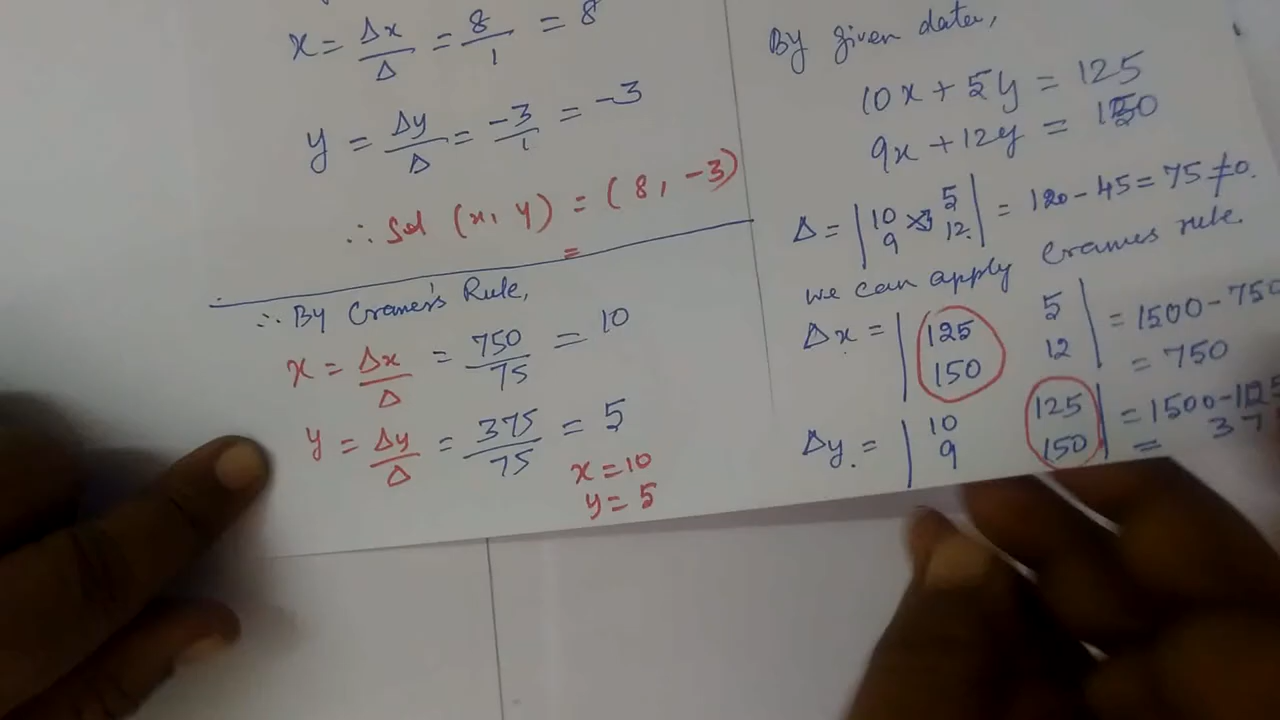 x = Δx/Δ = 8/1 = 8
y = Δy/Δ = -3/1 = -3
∴ Sol (x, y) = (8, -3)
=
∴ By Cramer's Rule,
x = Δx/Δ = 750/75 = 10
y = Δy/Δ = 375/75 = 5
x = 10
y = 5
By given data,
10x + 5y = 125
9x + 12y = 150
Δ = | 10 5 | = 120 - 45 = 75 ≠ 0.
9 12
we can apply Cramer's rule.
Δx = | 125 5 | = 1500 - 750
150 12 = 750
Δy = | 10 125 | = 1500 -
9 150 = 37